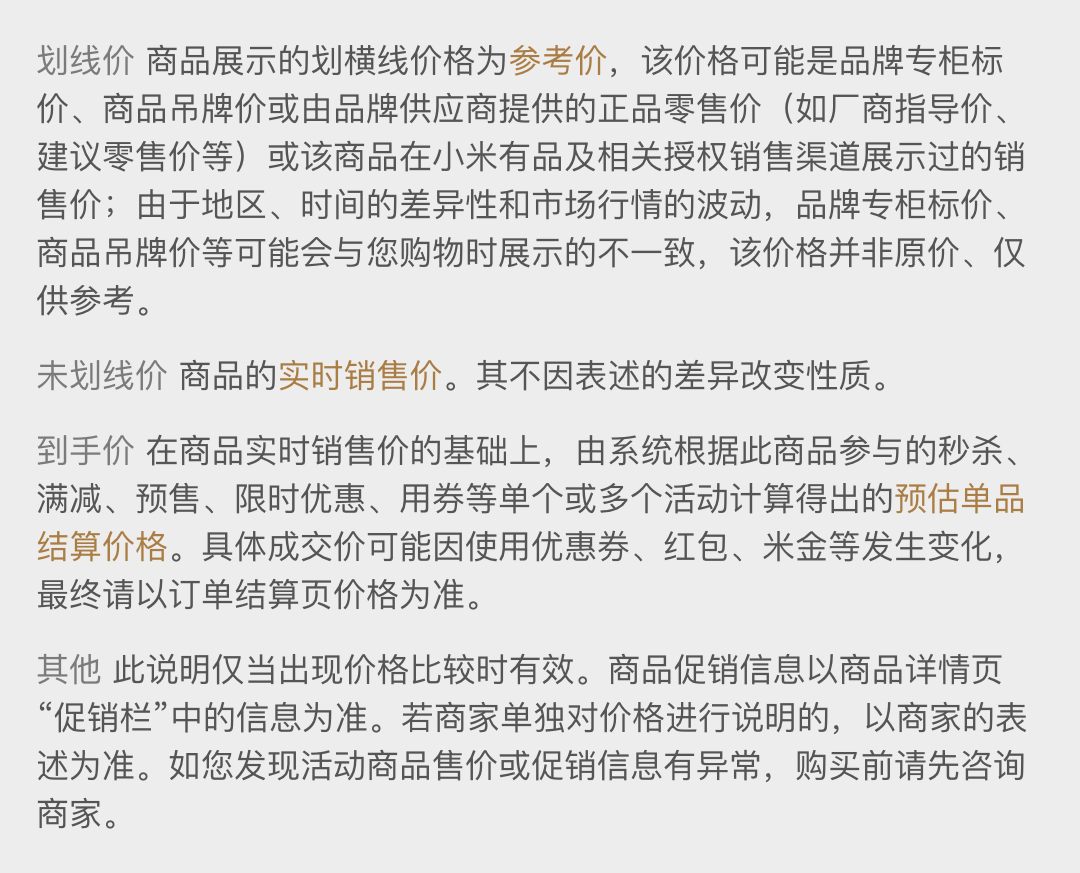 划线价 商品展示的划横线价格为参考价，该价格可能是品牌专柜标
价、商品吊牌价或由品牌供应商提供的正品零售价（如厂商指导价、
建议零售价等）或该商品在小米有品及相关授权销售渠道展示过的销
售价；由于地区、时间的差异性和市场行情的波动，品牌专柜标价、
商品吊牌价等可能会与您购物时展示的不一致，该价格并非原价、仅
供参考。
未划线价 商品的实时销售价。其不因表述的差异改变性质。
到手价 在商品实时销售价的基础上，由系统根据此商品参与的秒杀、
满减、预售、限时优惠、用券等单个或多个活动计算得出的预估单品
结算价格。具体成交价可能因使用优惠券、红包、米金等发生变化，
最终请以订单结算页价格为准。
其他 此说明仅当出现价格比较时有效。商品促销信息以商品详情页
“促销栏”中的信息为准。若商家单独对价格进行说明的，以商家的表
述为准。如您发现活动商品售价或促销信息有异常，购买前请先咨询
商家。